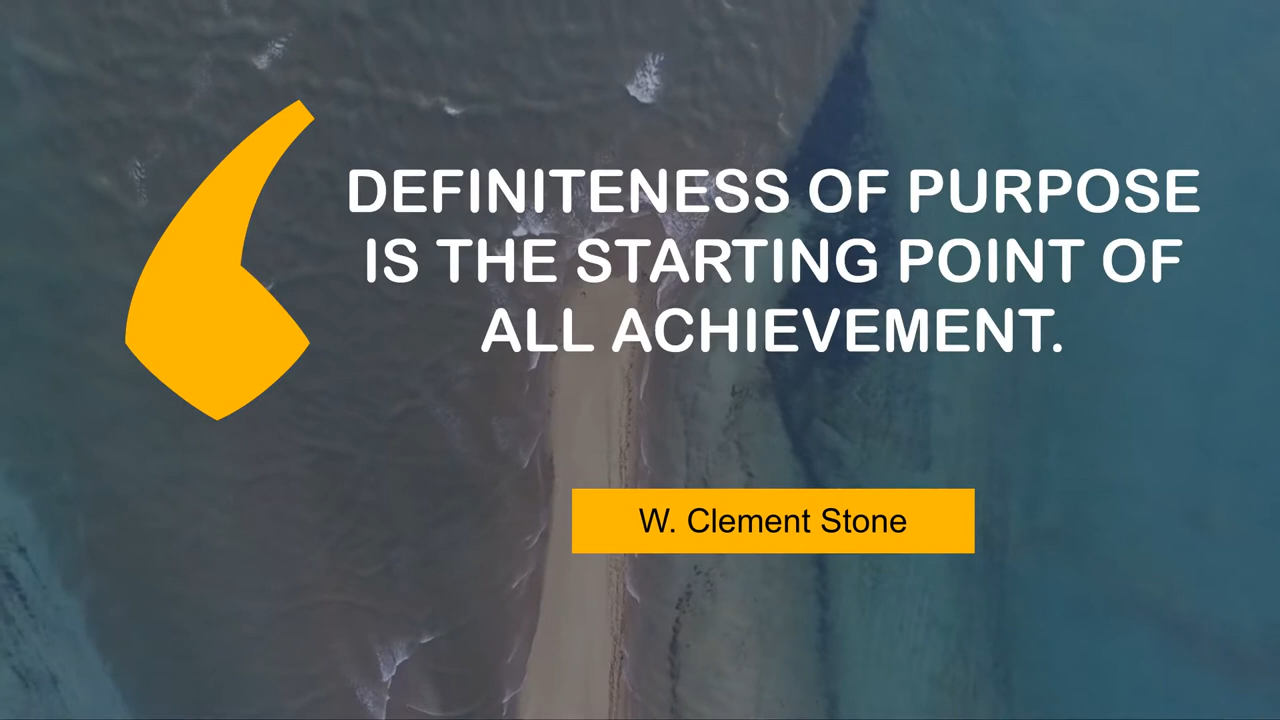 DEFINITENESS OF PURPOSE
IS THE STARTING POINT OF
ALL ACHIEVEMENT.
W. Clement Stone